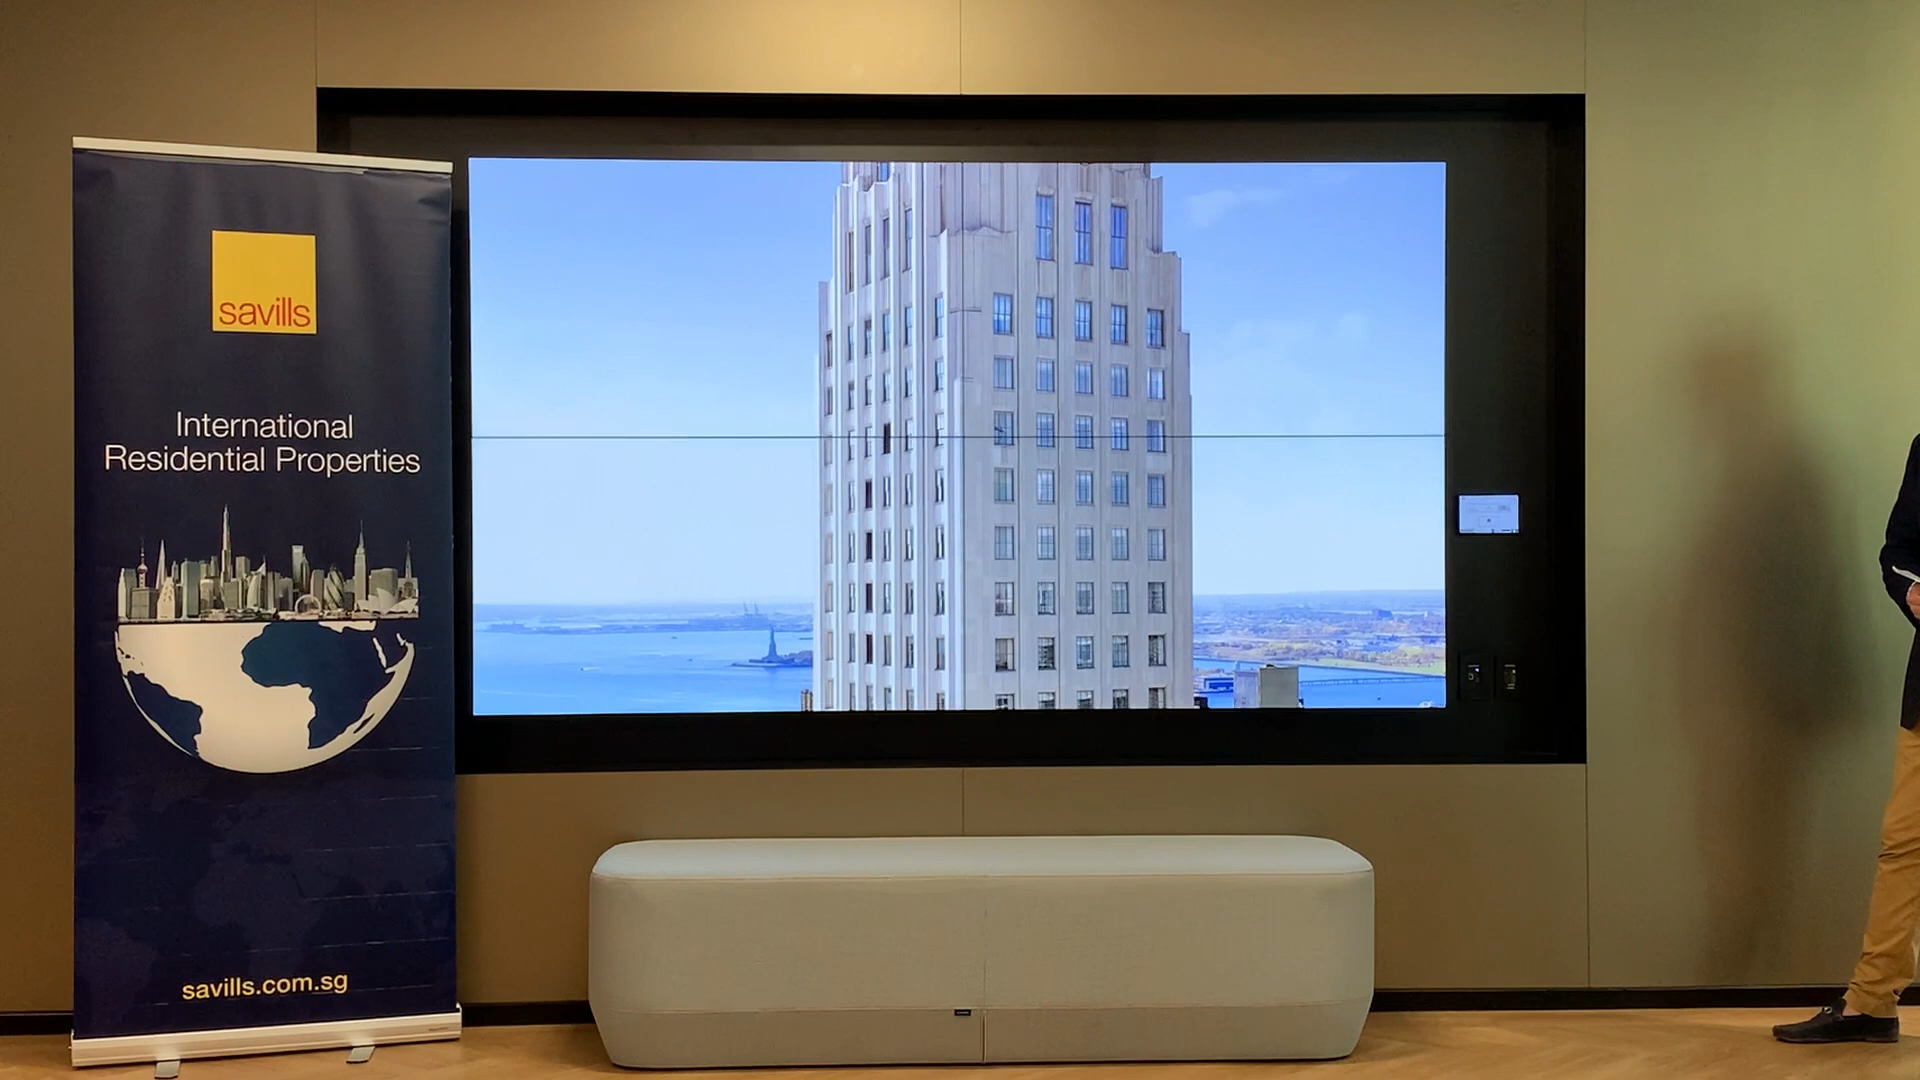 savills
International
Residential Properties
savills.com.sg